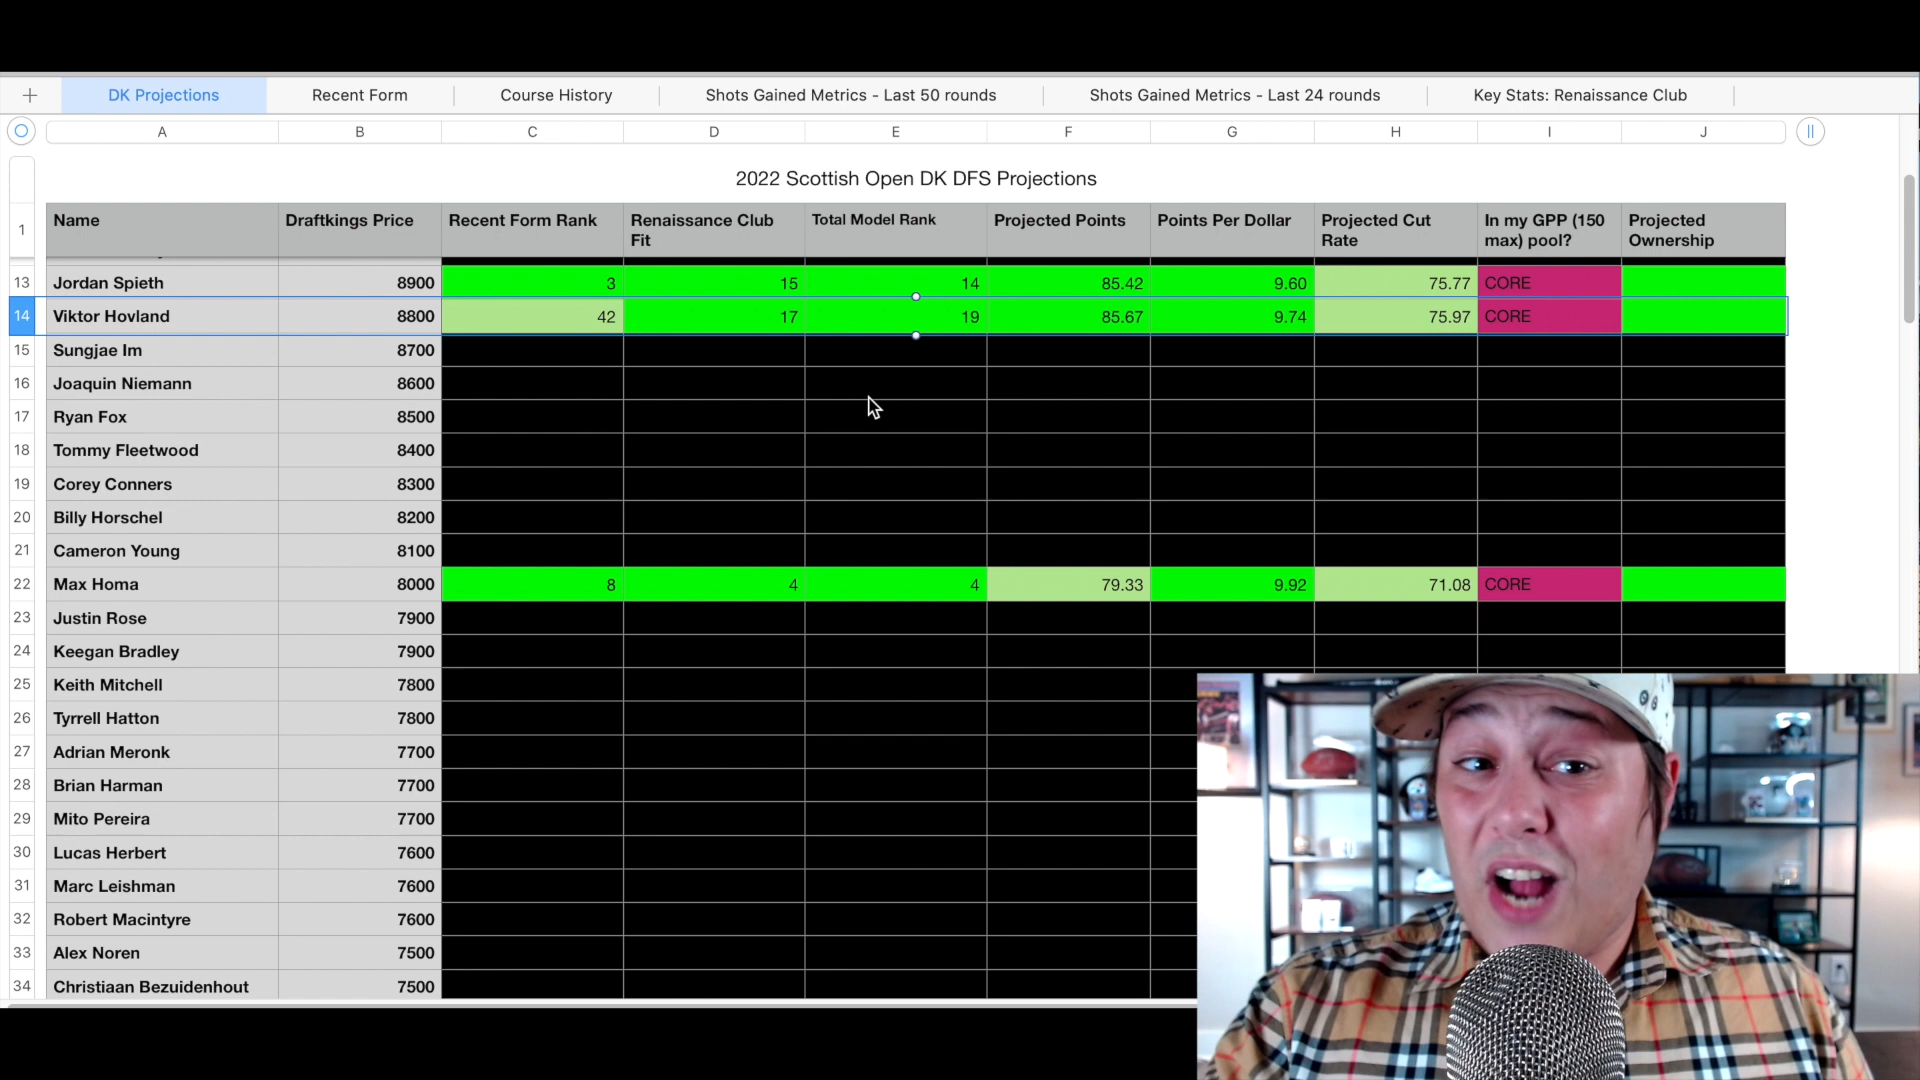 DK Projections Recent Form Course History Shots Gained Metrics - Last 50 rounds Shots Gained Metrics - Last 24 rounds Key Stats: Renaissance Club
A B C D E F G H I J
2022 Scottish Open DK DFS Projections
1 Name Draftkings Price Recent Form Rank Renaissance Club Fit Total Model Rank Projected Points Points Per Dollar Projected Cut Rate In my GPP (150 max) pool? Projected Ownership
13 Jordan Spieth 8900 3 15 14 85.42 9.60 75.77 CORE
14 Viktor Hovland 8800 42 17 19 85.67 9.74 75.97 CORE
15 Sungjae Im 8700
16 Joaquin Niemann 8600
17 Ryan Fox 8500
18 Tommy Fleetwood 8400
19 Corey Conners 8300
20 Billy Horschel 8200
21 Cameron Young 8100
22 Max Homa 8000 8 4 4 79.33 9.92 71.08 CORE
23 Justin Rose 7900
24 Keegan Bradley 7900
25 Keith Mitchell 7800
26 Tyrrell Hatton 7800
27 Adrian Meronk 7700
28 Brian Harman 7700
29 Mito Pereira 7700
30 Lucas Herbert 7600
31 Marc Leishman 7600
32 Robert Macintyre 7600
33 Alex Noren 7500
34 Christiaan Bezuidenhout 7500